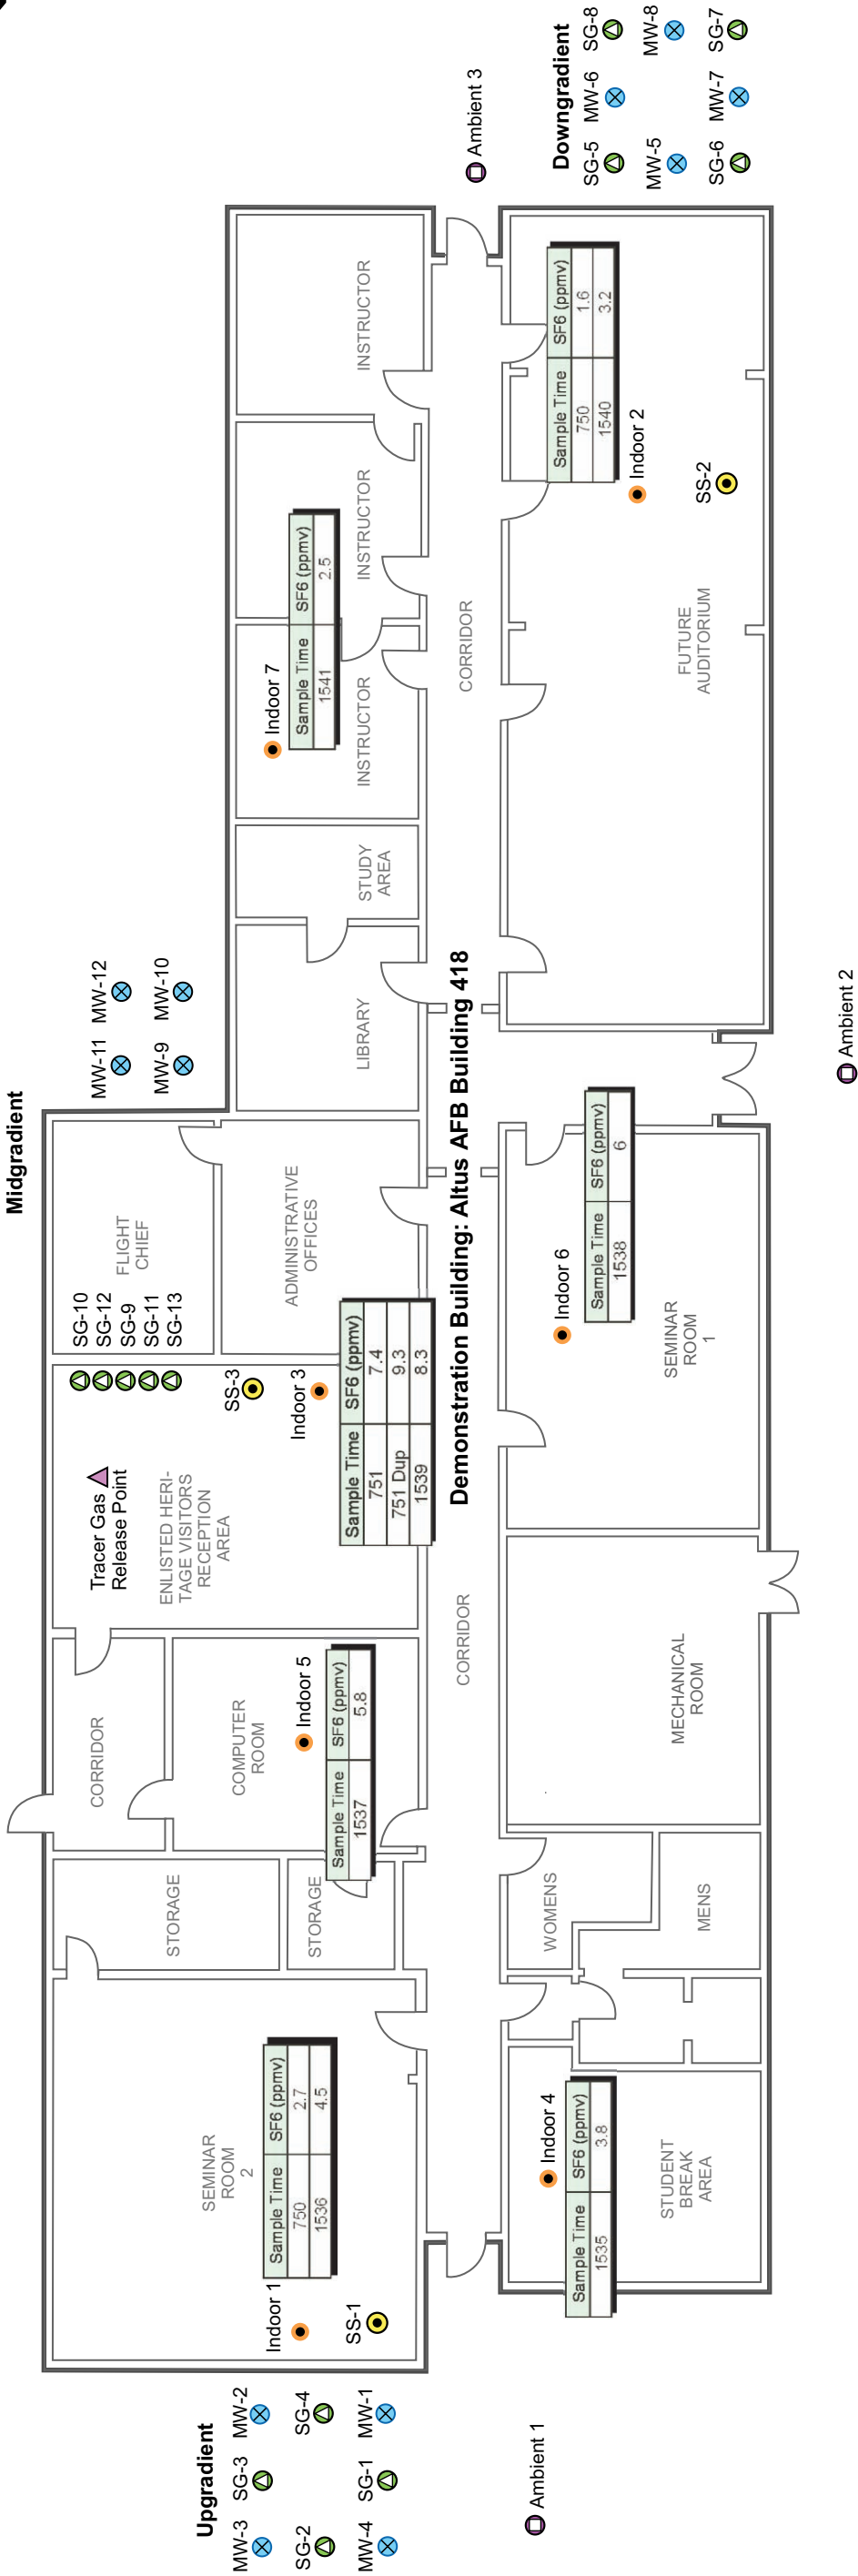 Midgradient
MW-11
MW-12
MW-9
MW-10
Upgradient
MW-3
SG-3
MW-2
SG-2
SG-4
MW-4
SG-1
MW-1
Ambient 1
SEMINAR
ROOM
2
Sample Time SF6 (ppmv)
750 2.7
1536 4.5
Indoor 1
SS-1
STORAGE
STORAGE
CORRIDOR
COMPUTER
ROOM
Indoor 5
Sample Time SF6 (ppmv)
1537 5.8
Tracer Gas
Release Point
ENLISTED HERI-
TAGE VISITORS
RECEPTION
AREA
SG-10
SG-12
SG-9
SG-11
SG-13
SS-3
Indoor 3
Sample Time SF6 (ppmv)
751 7.4
751 Dup 9.3
1539 8.3
FLIGHT
CHIEF
ADMINISTRATIVE
OFFICES
LIBRARY
STUDY
AREA
Indoor 7
Sample Time SF6 (ppmv)
1541 2.5
INSTRUCTOR
INSTRUCTOR
INSTRUCTOR
CORRIDOR
Demonstration Building: Altus AFB Building 418
CORRIDOR
Indoor 4
Sample Time SF6 (ppmv)
1535 3.8
STUDENT
BREAK
AREA
WOMENS
MENS
MECHANICAL
ROOM
Indoor 6
Sample Time SF6 (ppmv)
1538 6
SEMINAR
ROOM
1
Sample Time SF6 (ppmv)
750 1.6
1540 3.2
Indoor 2
SS-2
FUTURE
AUDITORIUM
Ambient 2
Ambient 3
Downgradient
SG-5
MW-6
SG-8
MW-5
MW-8
SG-6
MW-7
SG-7